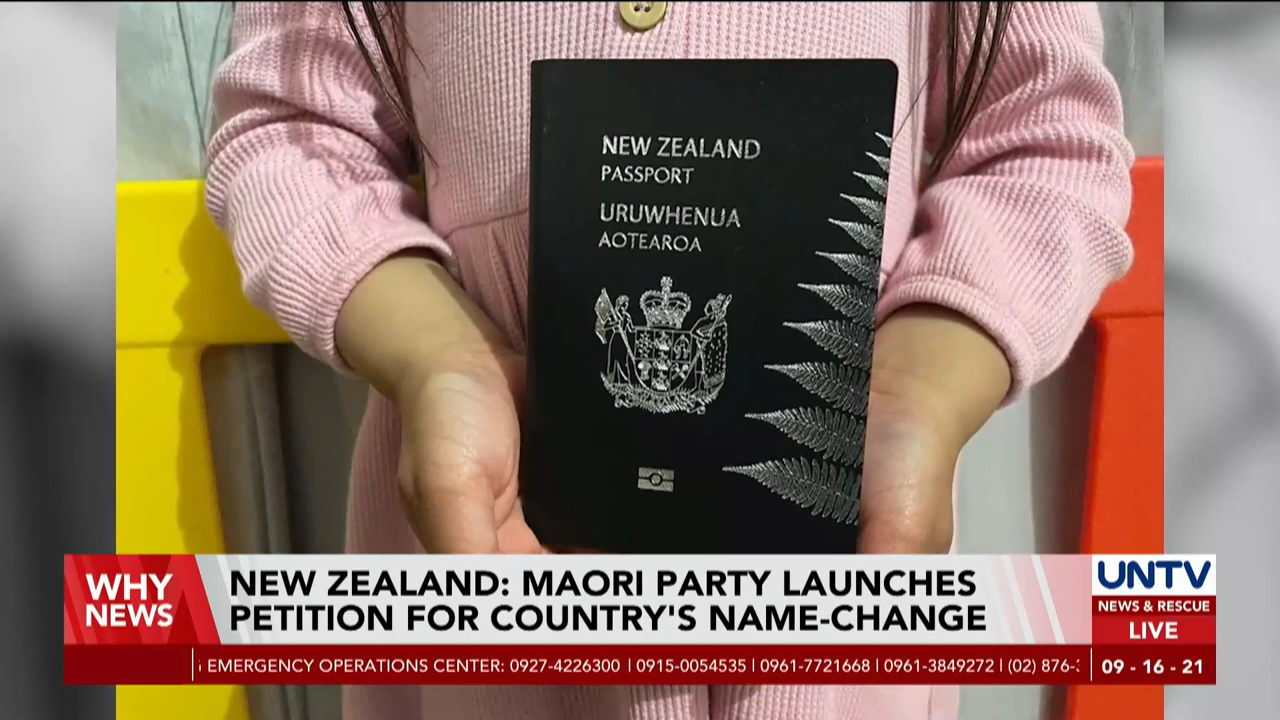 NEW ZEALAND
PASSPORT
URUWHENUA
AOTEAROA
WHY
NEWS
NEW ZEALAND: MAORI PARTY LAUNCHES
PETITION FOR COUNTRY'S NAME-CHANGE
UNTV
NEWS & RESCUE
LIVE
EMERGENCY OPERATIONS CENTER: 0927-4226300 | 0915-0054535 | 0961-7721668 | 0961-3849272 | (02) 876-
09 - 16 - 21